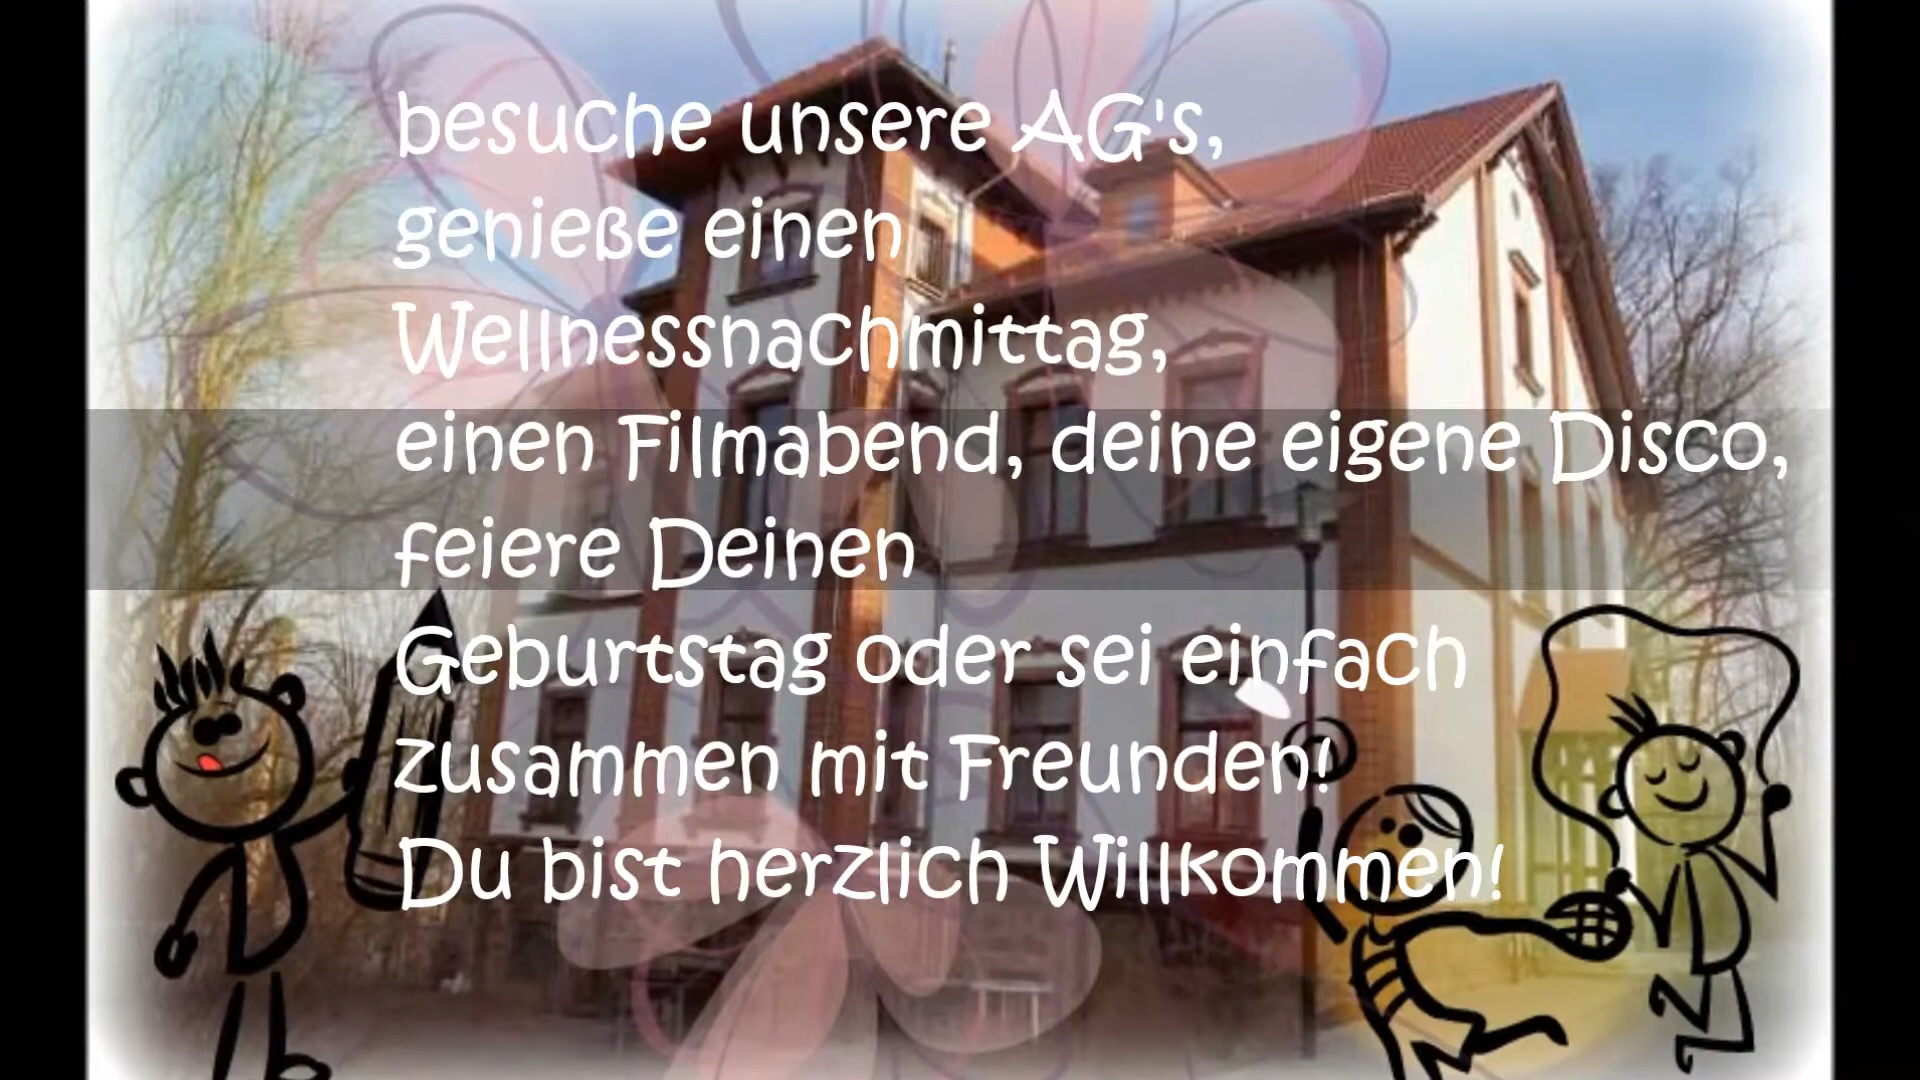 besuche unsere AG's,
genieße einen
Wellnessnachmittag,
einen Filmabend, deine eigene Disco,
feiere Deinen
Geburtstag oder sei einfach
zusammen mit Freunden!
Du bist herzlich Willkommen!